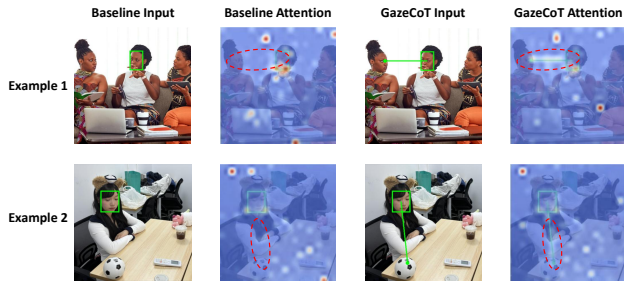 Baseline Input Baseline Attention GazeCoT Input GazeCoT Attention
Example 1
Example 2